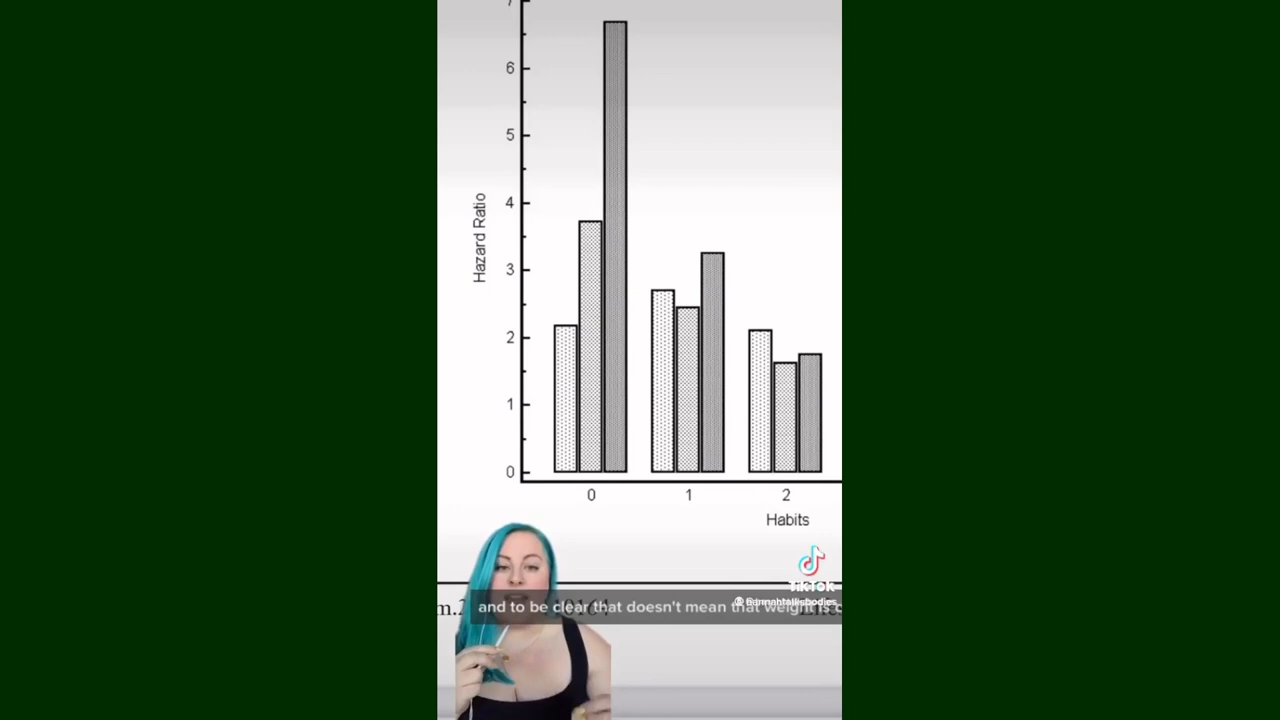 7
6
5
4
3
2
1
0
Hazard Ratio
0 1 2
Habits
TikTok
and to be clear that doesn't mean that weight is